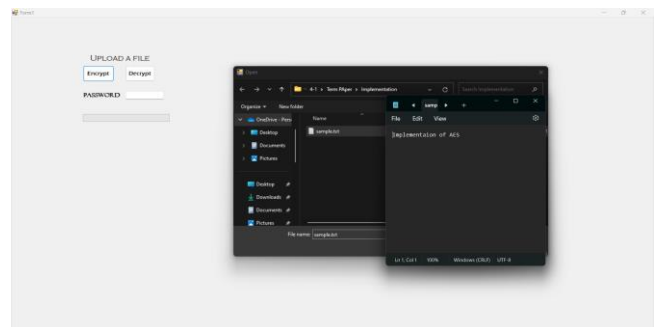 Form1
UPLOAD A FILE
Encrypt Decrypt
PASSWORD
Open
4-1 > Term PAper > Implementation
Search Implementation
Organize New folder
OneDrive - Pers
Desktop
Documents
Pictures
Desktop
Downloads
Documents
Pictures
Name
sample.txt
File name: sample.txt
samp
File Edit View
Implementaion of AES
Ln 1, Col 1 100% Windows (CRLF) UTF-8